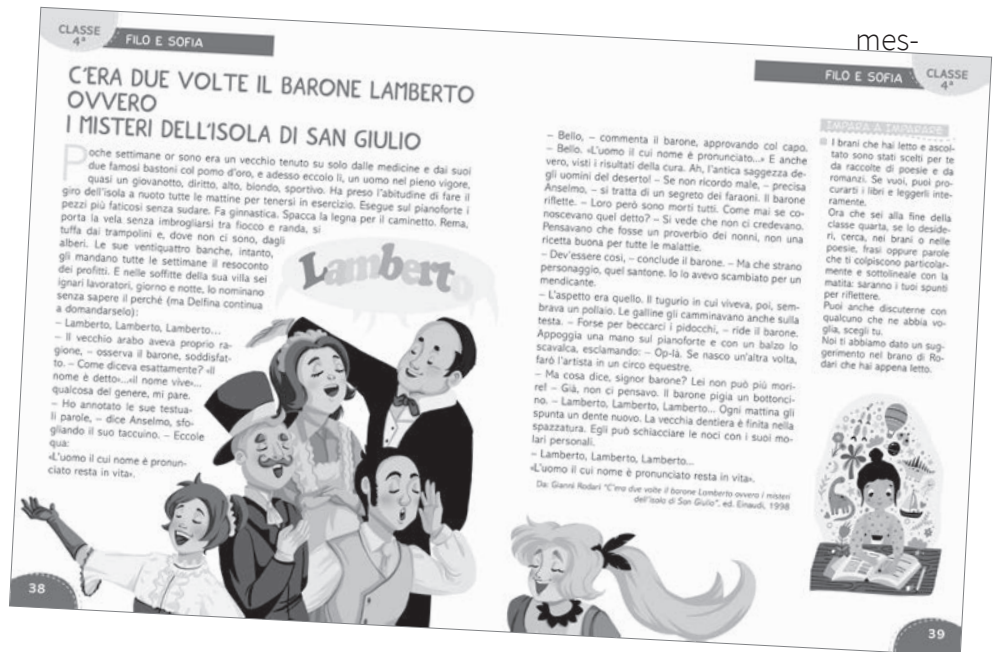 mes-
CLASSE
4ª
FILO E SOFIA
C'ERA DUE VOLTE IL BARONE LAMBERTO
OVVERO
I MISTERI DELL'ISOLA DI SAN GIULIO
Poche settimane or sono era un vecchio tenuto su solo dalle medicine e dai suoi
due famosi bastoni col pomo d'oro, e adesso eccolo lì, un uomo nel pieno vigore,
quasi un giovanotto, diritto, alto, biondo, sportivo. Ha preso l'abitudine di fare il
giro dell'isola a nuoto tutte le mattine per tenersi in esercizio. Esegue sul pianoforte i
pezzi più faticosi senza sudare. Fa ginnastica. Spacca la legna per il caminetto. Rema,
porta la vela senza imbrogliarsi tra fiocco e randa, si
tuffa dai trampolini e, dove non ci sono, dagli
alberi. Le sue ventiquattro banche, intanto,
gli mandano tutte le settimane il resoconto
dei profitti. E nelle soffitte della sua villa sei
ignari lavoratori, giorno e notte, lo nominano
senza sapere il perché (ma Delfina continua
a domandarselo):
– Lamberto, Lamberto, Lamberto...
– Il vecchio arabo aveva proprio ra-
gione, – osserva il barone, soddisfat-
to. – Come diceva esattamente? «Il
nome è detto»...«il nome vive»...
qualcosa del genere, mi pare.
– Ho annotato le sue testua-
li parole, – dice Anselmo, sfo-
gliando il suo taccuino. – Eccole
qua:
«L'uomo il cui nome è pronun-
ciato resta in vita».
Lamberto
38
FILO E SOFIA
CLASSE
4ª
– Bello, – commenta il barone, approvando col capo.
– Bello. «L'uomo il cui nome è pronunciato...» E anche
vero, visti i risultati della cura. Ah, l'antica saggezza de-
gli uomini del deserto! – Se non ricordo male, – precisa
Anselmo, – si tratta di un segreto dei faraoni. Il barone
riflette. – Loro però sono morti tutti. Come mai se co-
noscevano quel detto? – Si vede che non ci credevano.
Pensavano che fosse un proverbio dei nonni, non una
ricetta buona per tutte le malattie.
– Dev'essere così, – conclude il barone. – Ma che strano
personaggio, quel santone. Io lo avevo scambiato per un
mendicante.
– L'aspetto era quello. Il tugurio in cui viveva, poi, sem-
brava un pollaio. Le galline gli camminavano anche sulla
testa. – Forse per beccarci i pidocchi, – ride il barone.
Appoggia una mano sul pianoforte e con un balzo lo
scavalca, esclamando: – Op-là. Se nasco un'altra volta,
farò l'artista in un circo equestre.
– Ma cosa dice, signor barone? Lei non può più mori-
re! – Già, non ci pensavo. Il barone pigia un bottonci-
no. – Lamberto, Lamberto, Lamberto... Ogni mattina gli
spunta un dente nuovo. La vecchia dentiera è finita nella
spazzatura. Egli può schiacciare le noci con i suoi mo-
lari personali.
– Lamberto, Lamberto, Lamberto...
«L'uomo il cui nome è pronunciato resta in vita».
Da: Gianni Rodari "C'era due volte il barone Lamberto ovvero i misteri
dell'isola di San Giulio", ed. Einaudi, 1998
IMPARA A IMPARARE
I brani che hai letto e ascol-
tato sono stati scelti per te
da raccolte di poesie e da
romanzi. Se vuoi, puoi pro-
curarti i libri e leggerli inte-
ramente.
Ora che sei alla fine della
classe quarta, se lo deside-
ri, cerca, nei brani o nelle
poesie, frasi oppure parole
che ti colpiscono particolar-
mente e sottolineale con la
matita: saranno i tuoi spunti
per riflettere.
Puoi anche discuterne con
qualcuno che ne abbia vo-
glia, scegli tu.
Noi ti abbiamo dato un sug-
gerimento nel brano di Ro-
dari che hai appena letto.
39